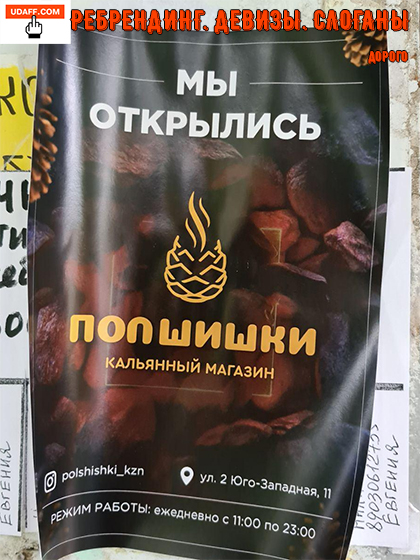 UDAFF.COM
РЕБРЕНДИНГ. ДЕВИЗЫ. СЛОГАНЫ
ДОРОГО
МЫ
ОТКРЫЛИСЬ
ПОЛШИШКИ
КАЛЬЯННЫЙ МАГАЗИН
polshishki_kzn
ул. 2 Юго-Западная, 11
РЕЖИМ РАБОТЫ: ежедневно с 11:00 по 23:00
ЕВГЕНИЯ
ЕВГЕНИЯ